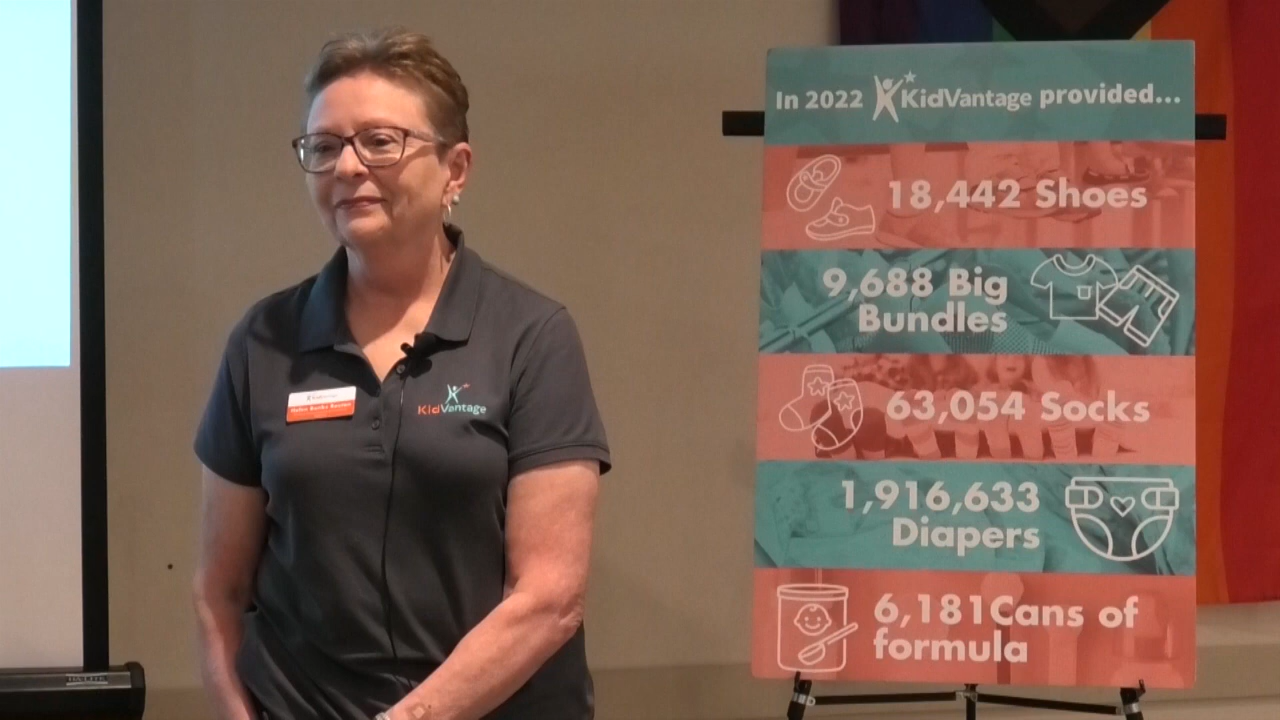 In 2022 KidVantage provided...
18,442 Shoes
9,688 Big
Bundles
63,054 Socks
1,916,633
Diapers
6,181Cans of
formula
KidVantage